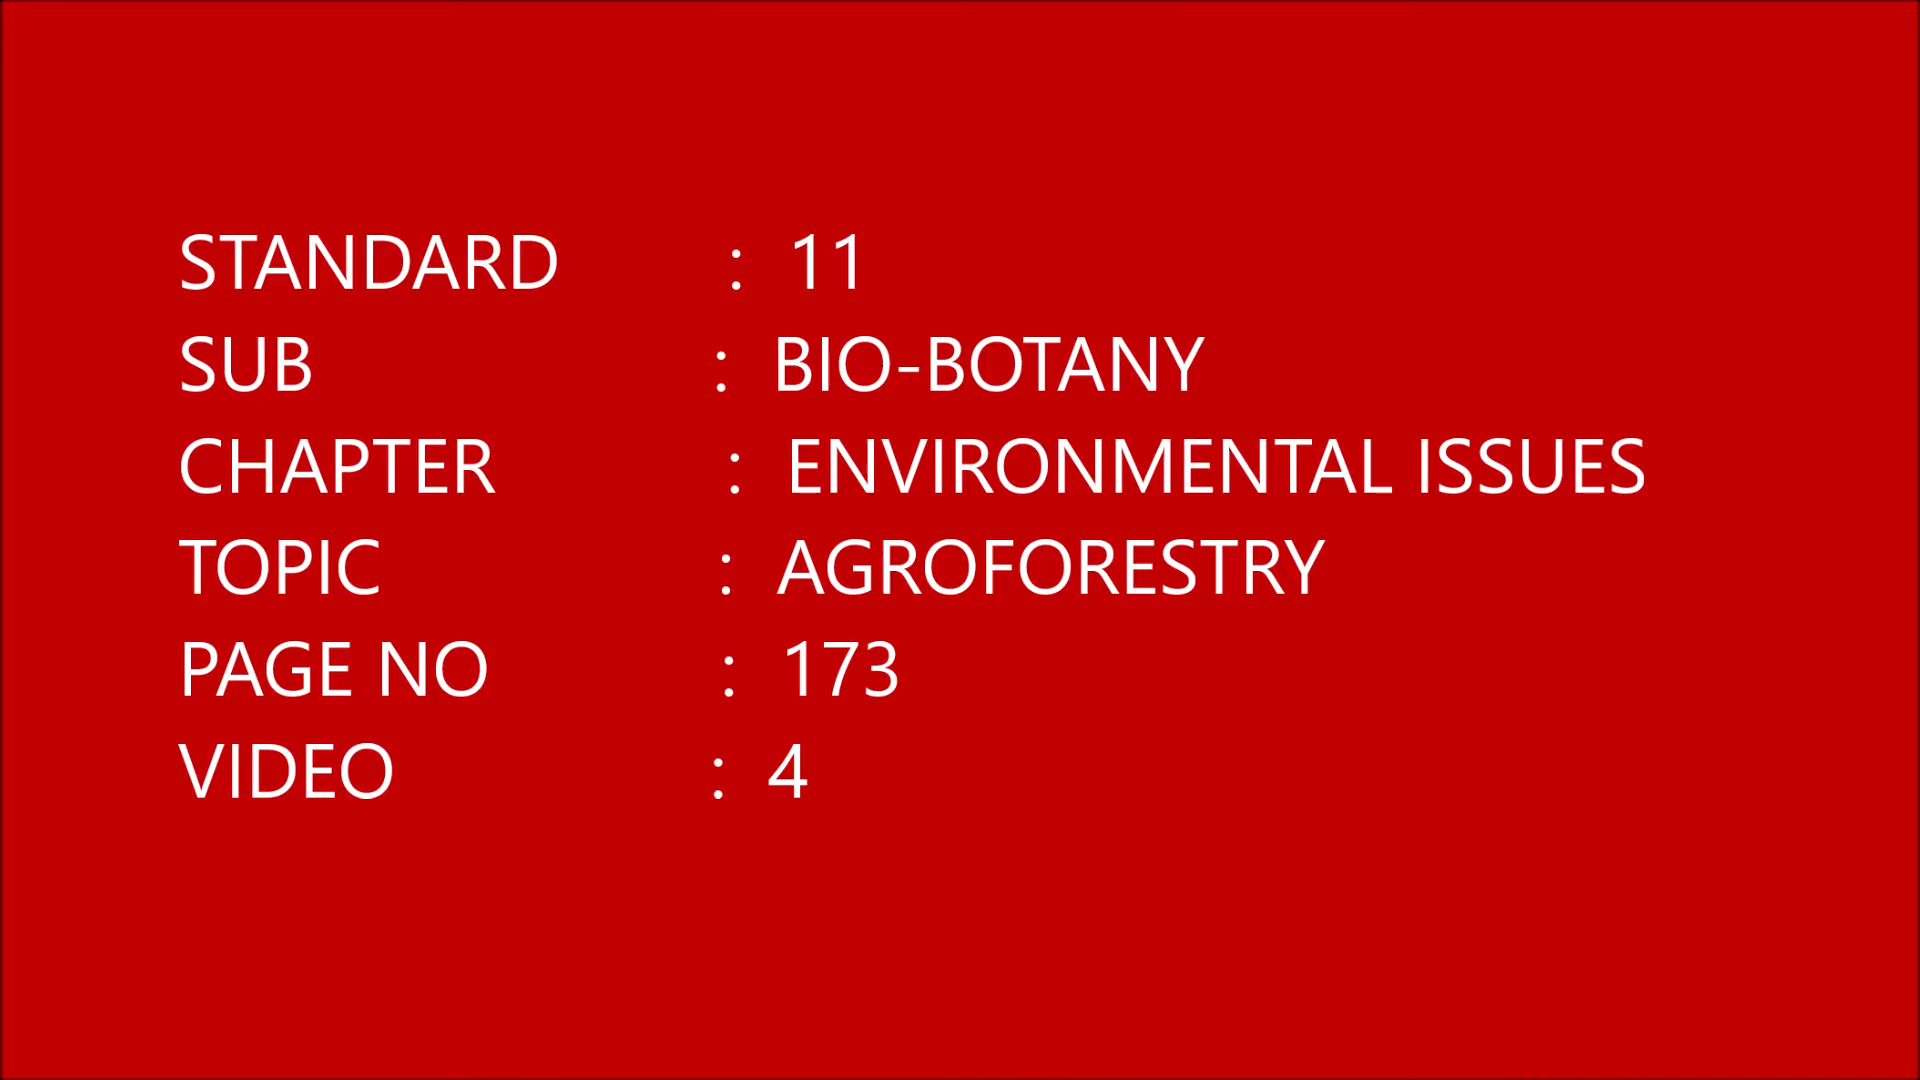 STANDARD : 11
SUB : BIO-BOTANY
CHAPTER : ENVIRONMENTAL ISSUES
TOPIC : AGROFORESTRY
PAGE NO : 173
VIDEO : 4